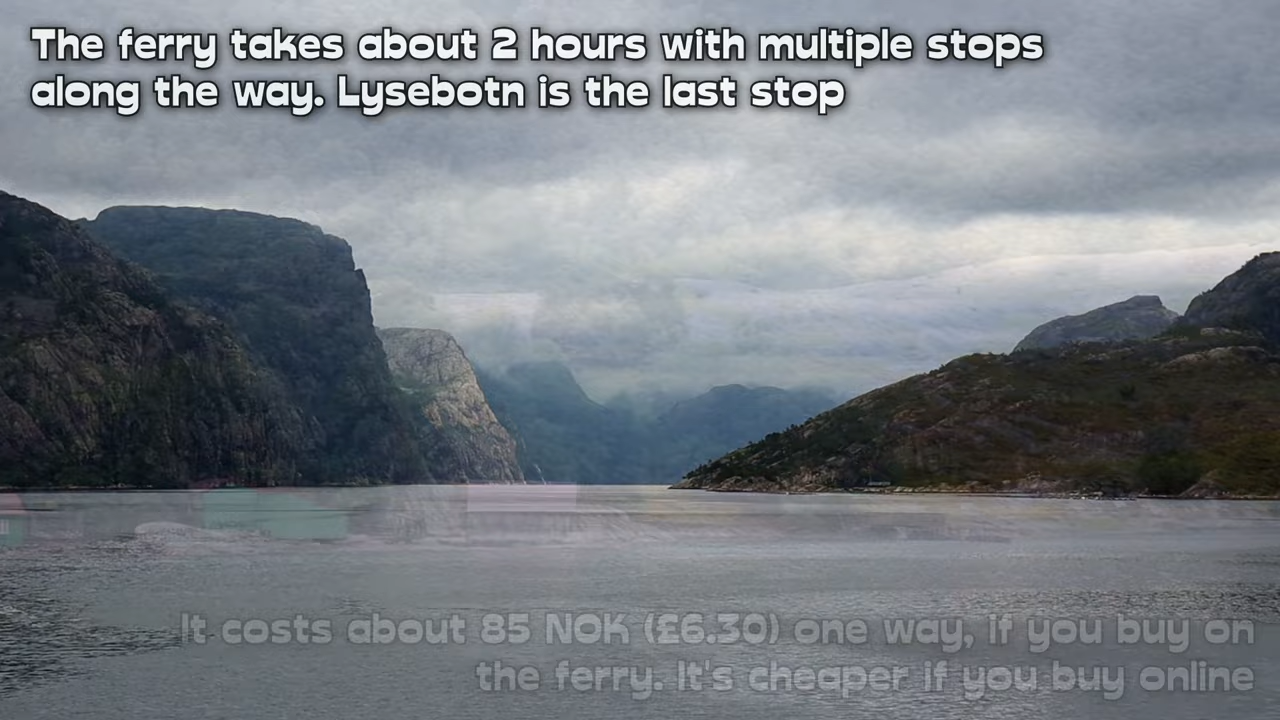 The ferry takes about 2 hours with multiple stops
along the way. Lysebotn is the last stop
It costs about 85 NOK (£6.30) one way, if you buy on
the ferry. It's cheaper if you buy online